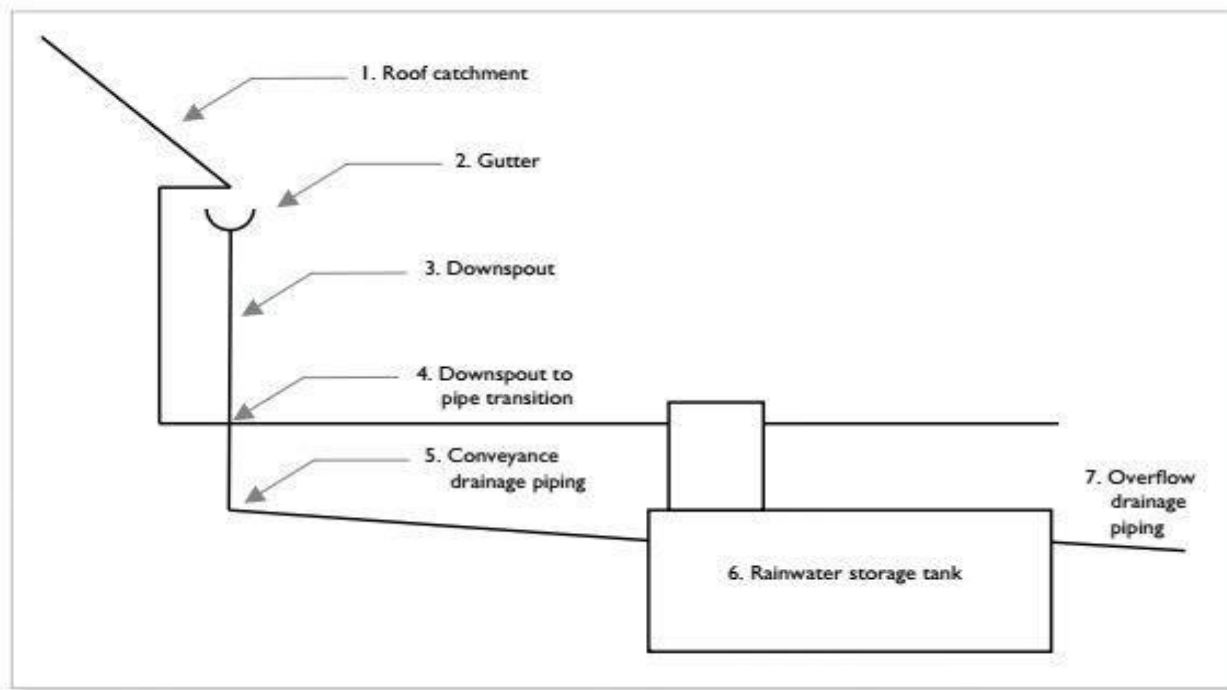 1. Roof catchment
2. Gutter
3. Downspout
4. Downspout to
pipe transition
5. Conveyance
drainage piping
7. Overflow
drainage
piping
6. Rainwater storage tank